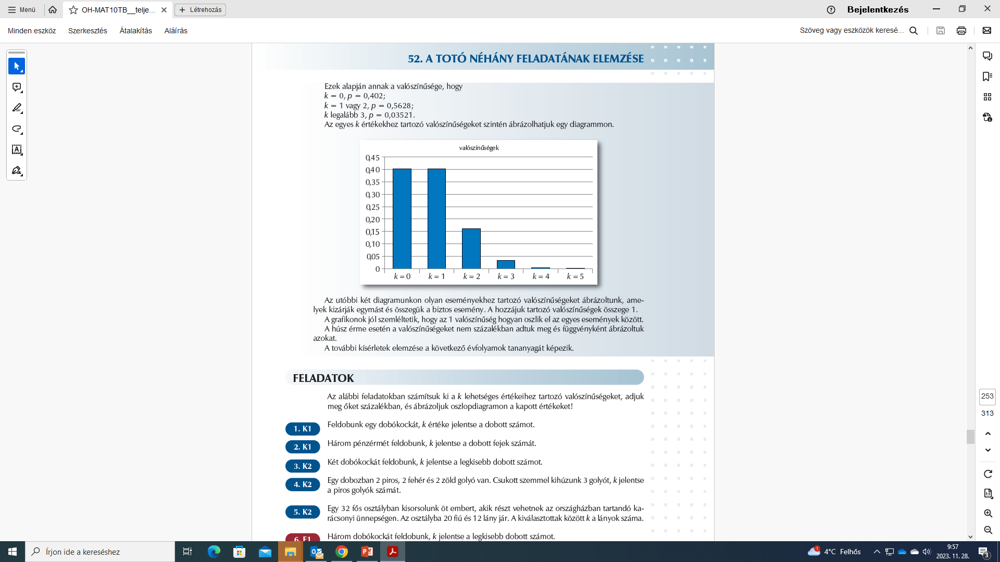 Menü
OH-MAT10TB__telje...
Létrehozás
Bejelentkezés
Minden eszköz
Szerkesztés
Átalakítás
Aláírás
Szöveg vagy eszközök keresé...
52. A TOTÓ NÉHÁNY FELADATÁNAK ELEMZÉSE
Ezek alapján annak a valószínűsége, hogy
k = 0, p = 0,402;
k = 1 vagy 2, p = 0,5628;
k legalább 3, p = 0,03521.
Az egyes k értékekhez tartozó valószínűségeket szintén ábrázolhatjuk egy diagrammon.
valószínűségek
0,45
0,40
0,35
0,30
0,25
0,20
0,15
0,10
0,05
0
k = 0 k = 1 k = 2 k = 3 k = 4 k = 5
Az utóbbi két diagramunkon olyan eseményekhez tartozó valószínűségeket ábrázoltunk, ame-
lyek kizárják egymást és összegük a biztos esemény. A hozzájuk tartozó valószínűségek összege 1.
A grafikonok jól szemléltetik, hogy az 1 valószínűség hogyan oszlik el az egyes események között.
A húsz érme esetén a valószínűségeket nem százalékban adtuk meg és függvényként ábrázoltuk
azokat.
A további kísérletek elemzése a következő évfolyamok tananyagát képezik.
FELADATOK
Az alábbi feladatokban számítsuk ki a k lehetséges értékeihez tartozó valószínűségeket, adjuk
meg őket százalékban, és ábrázoljuk oszlopdiagramon a kapott értékeket!
1. K1 Feldobunk egy dobókockát, k értéke jelentse a dobott számot.
2. K1 Három pénzérmét feldobunk, k jelentse a dobott fejek számát.
3. K2 Két dobókockát feldobunk, k jelentse a legkisebb dobott számot.
4. K2 Egy dobozban 2 piros, 2 fehér és 2 zöld golyó van. Csukott szemmel kihúzunk 3 golyót, k jelentse
a piros golyók számát.
5. K2 Egy 32 fős osztályban kisorsolunk öt embert, akik részt vehetnek az országházban tartandó ka-
rácsonyi ünnepségen. Az osztályba 20 fiú és 12 lány jár. A kiválasztottak között k a lányok száma.
6. E1 Három dobókockát feldobunk, k jelentse a legkisebb dobott számot.
253
313
1:1
Írjon ide a kereséshez
1
4°C Felhős
9:57
2023. 11. 28.
3